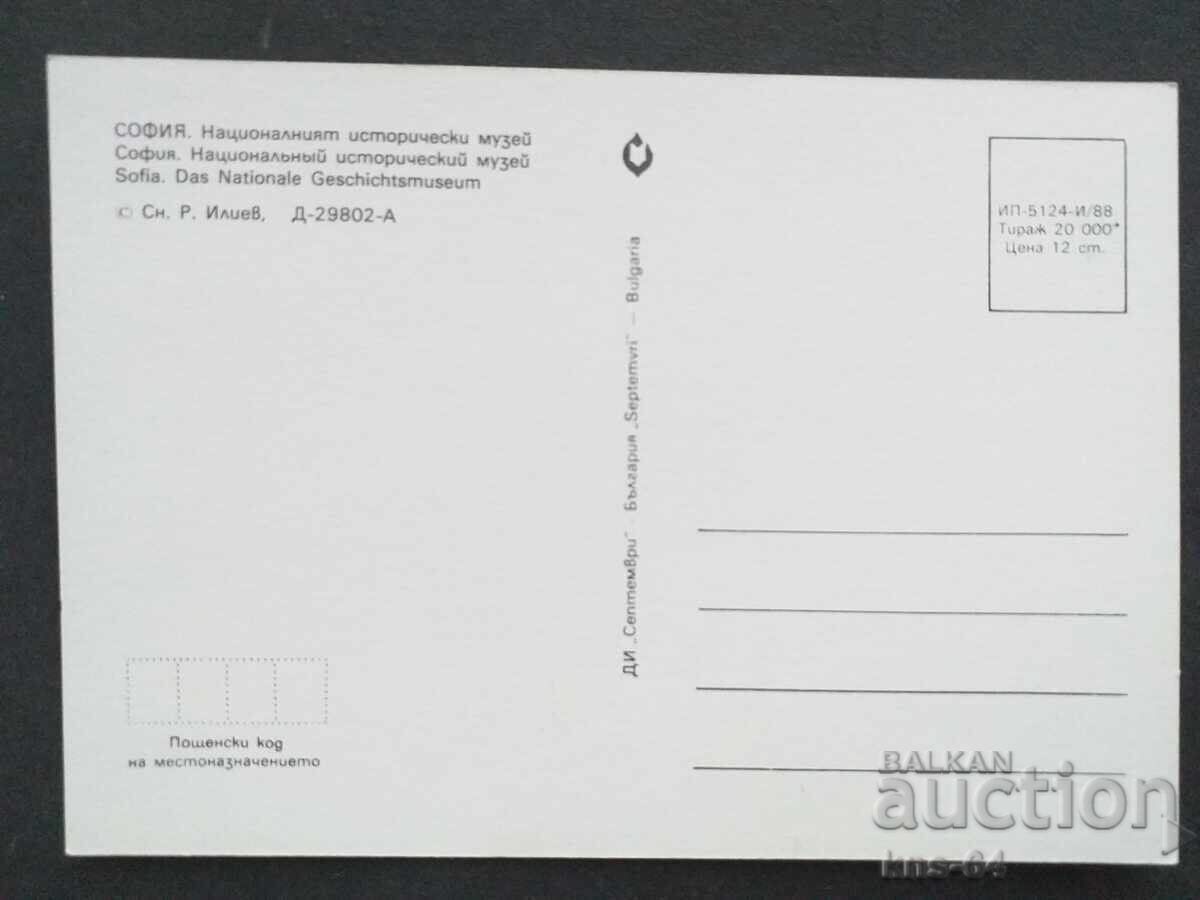 СОФИЯ. Националният исторически музей
София. Национальный исторический музей
Sofia. Das Nationale Geschichtsmuseum
© Сн. Р. Илиев, Д-29802-А
ДИ „Септември" - България „Septemvri" — Bulgaria
ИП-5124-И/88
Тираж 20 000+
Цена 12 ст.
Пощенски код
на местоназначението
BALKAN
auction
kns-64